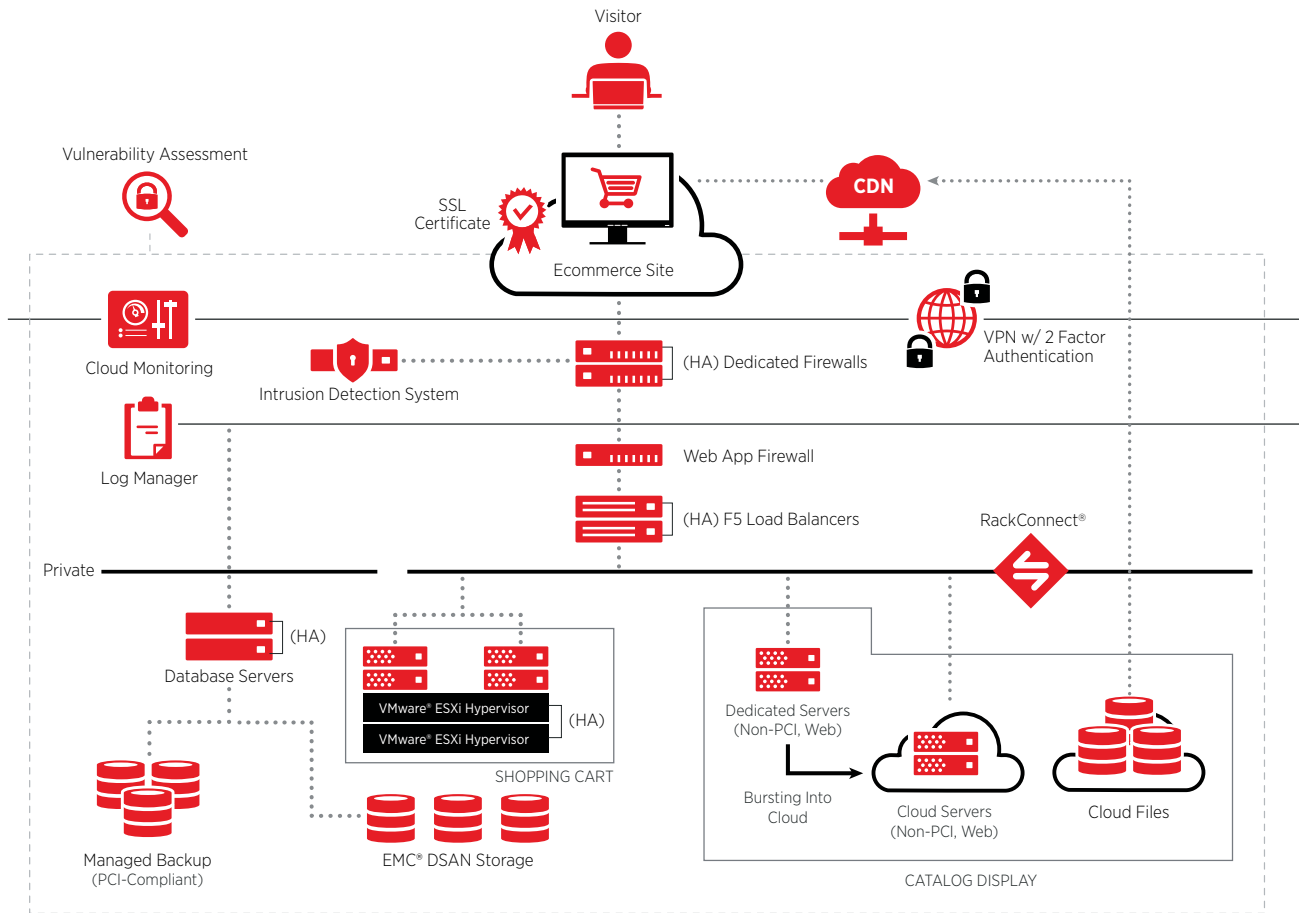 Visitor
Vulnerability Assessment
CDN
SSL
Certificate
Ecommerce Site
VPN w/ 2 Factor
Authentication
Cloud Monitoring
(HA) Dedicated Firewalls
Intrusion Detection System
Log Manager
Web App Firewall
(HA) F5 Load Balancers
RackConnect®
Private
(HA)
Database Servers
VMware® ESXi Hypervisor
VMware® ESXi Hypervisor
(HA)
SHOPPING CART
Dedicated Servers
(Non-PCI, Web)
Bursting Into
Cloud
Cloud Servers
(Non-PCI, Web)
Cloud Files
Managed Backup
(PCI-Compliant)
EMC® DSAN Storage
CATALOG DISPLAY